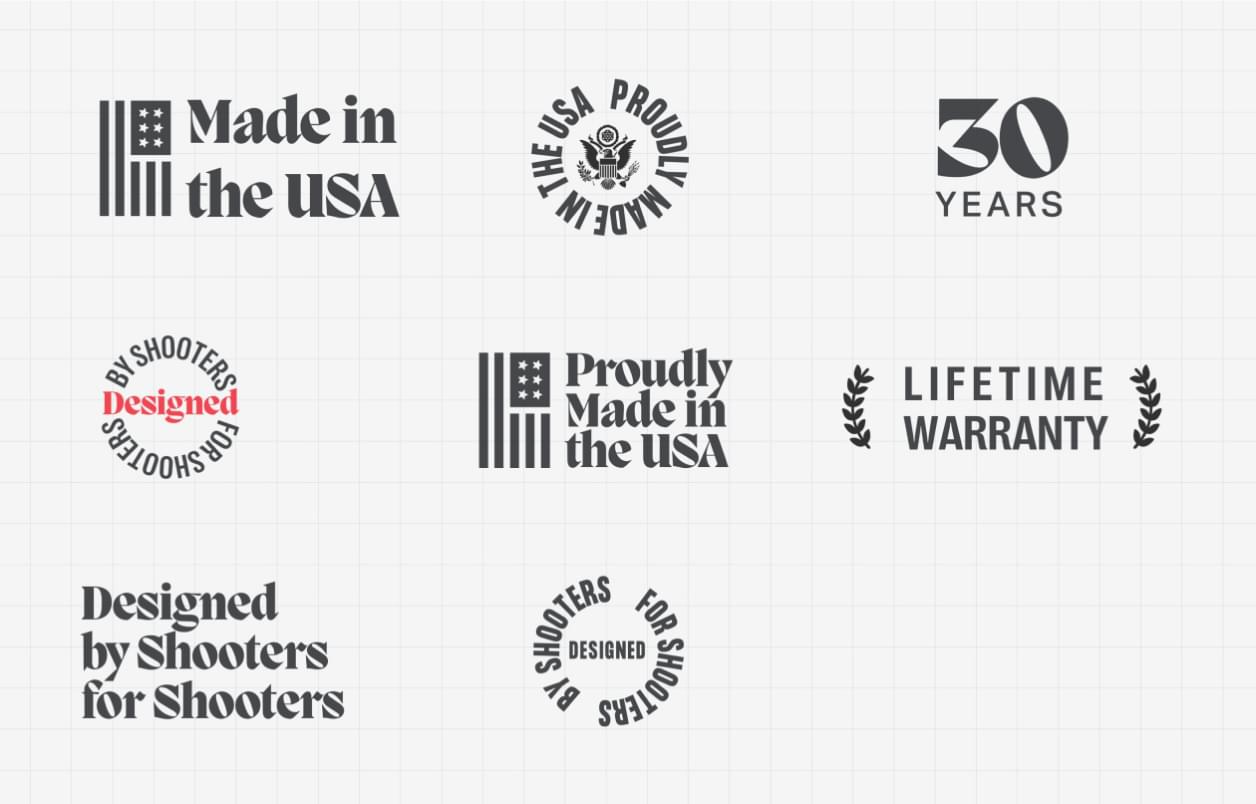 Made in
the USA
PROUDLY MADE IN THE USA
30
YEARS
BY SHOOTERS
Designed
FOR SHOOTERS
Proudly
Made in
the USA
LIFETIME
WARRANTY
Designed
by Shooters
for Shooters
DESIGNED
BY SHOOTERS
FOR SHOOTERS